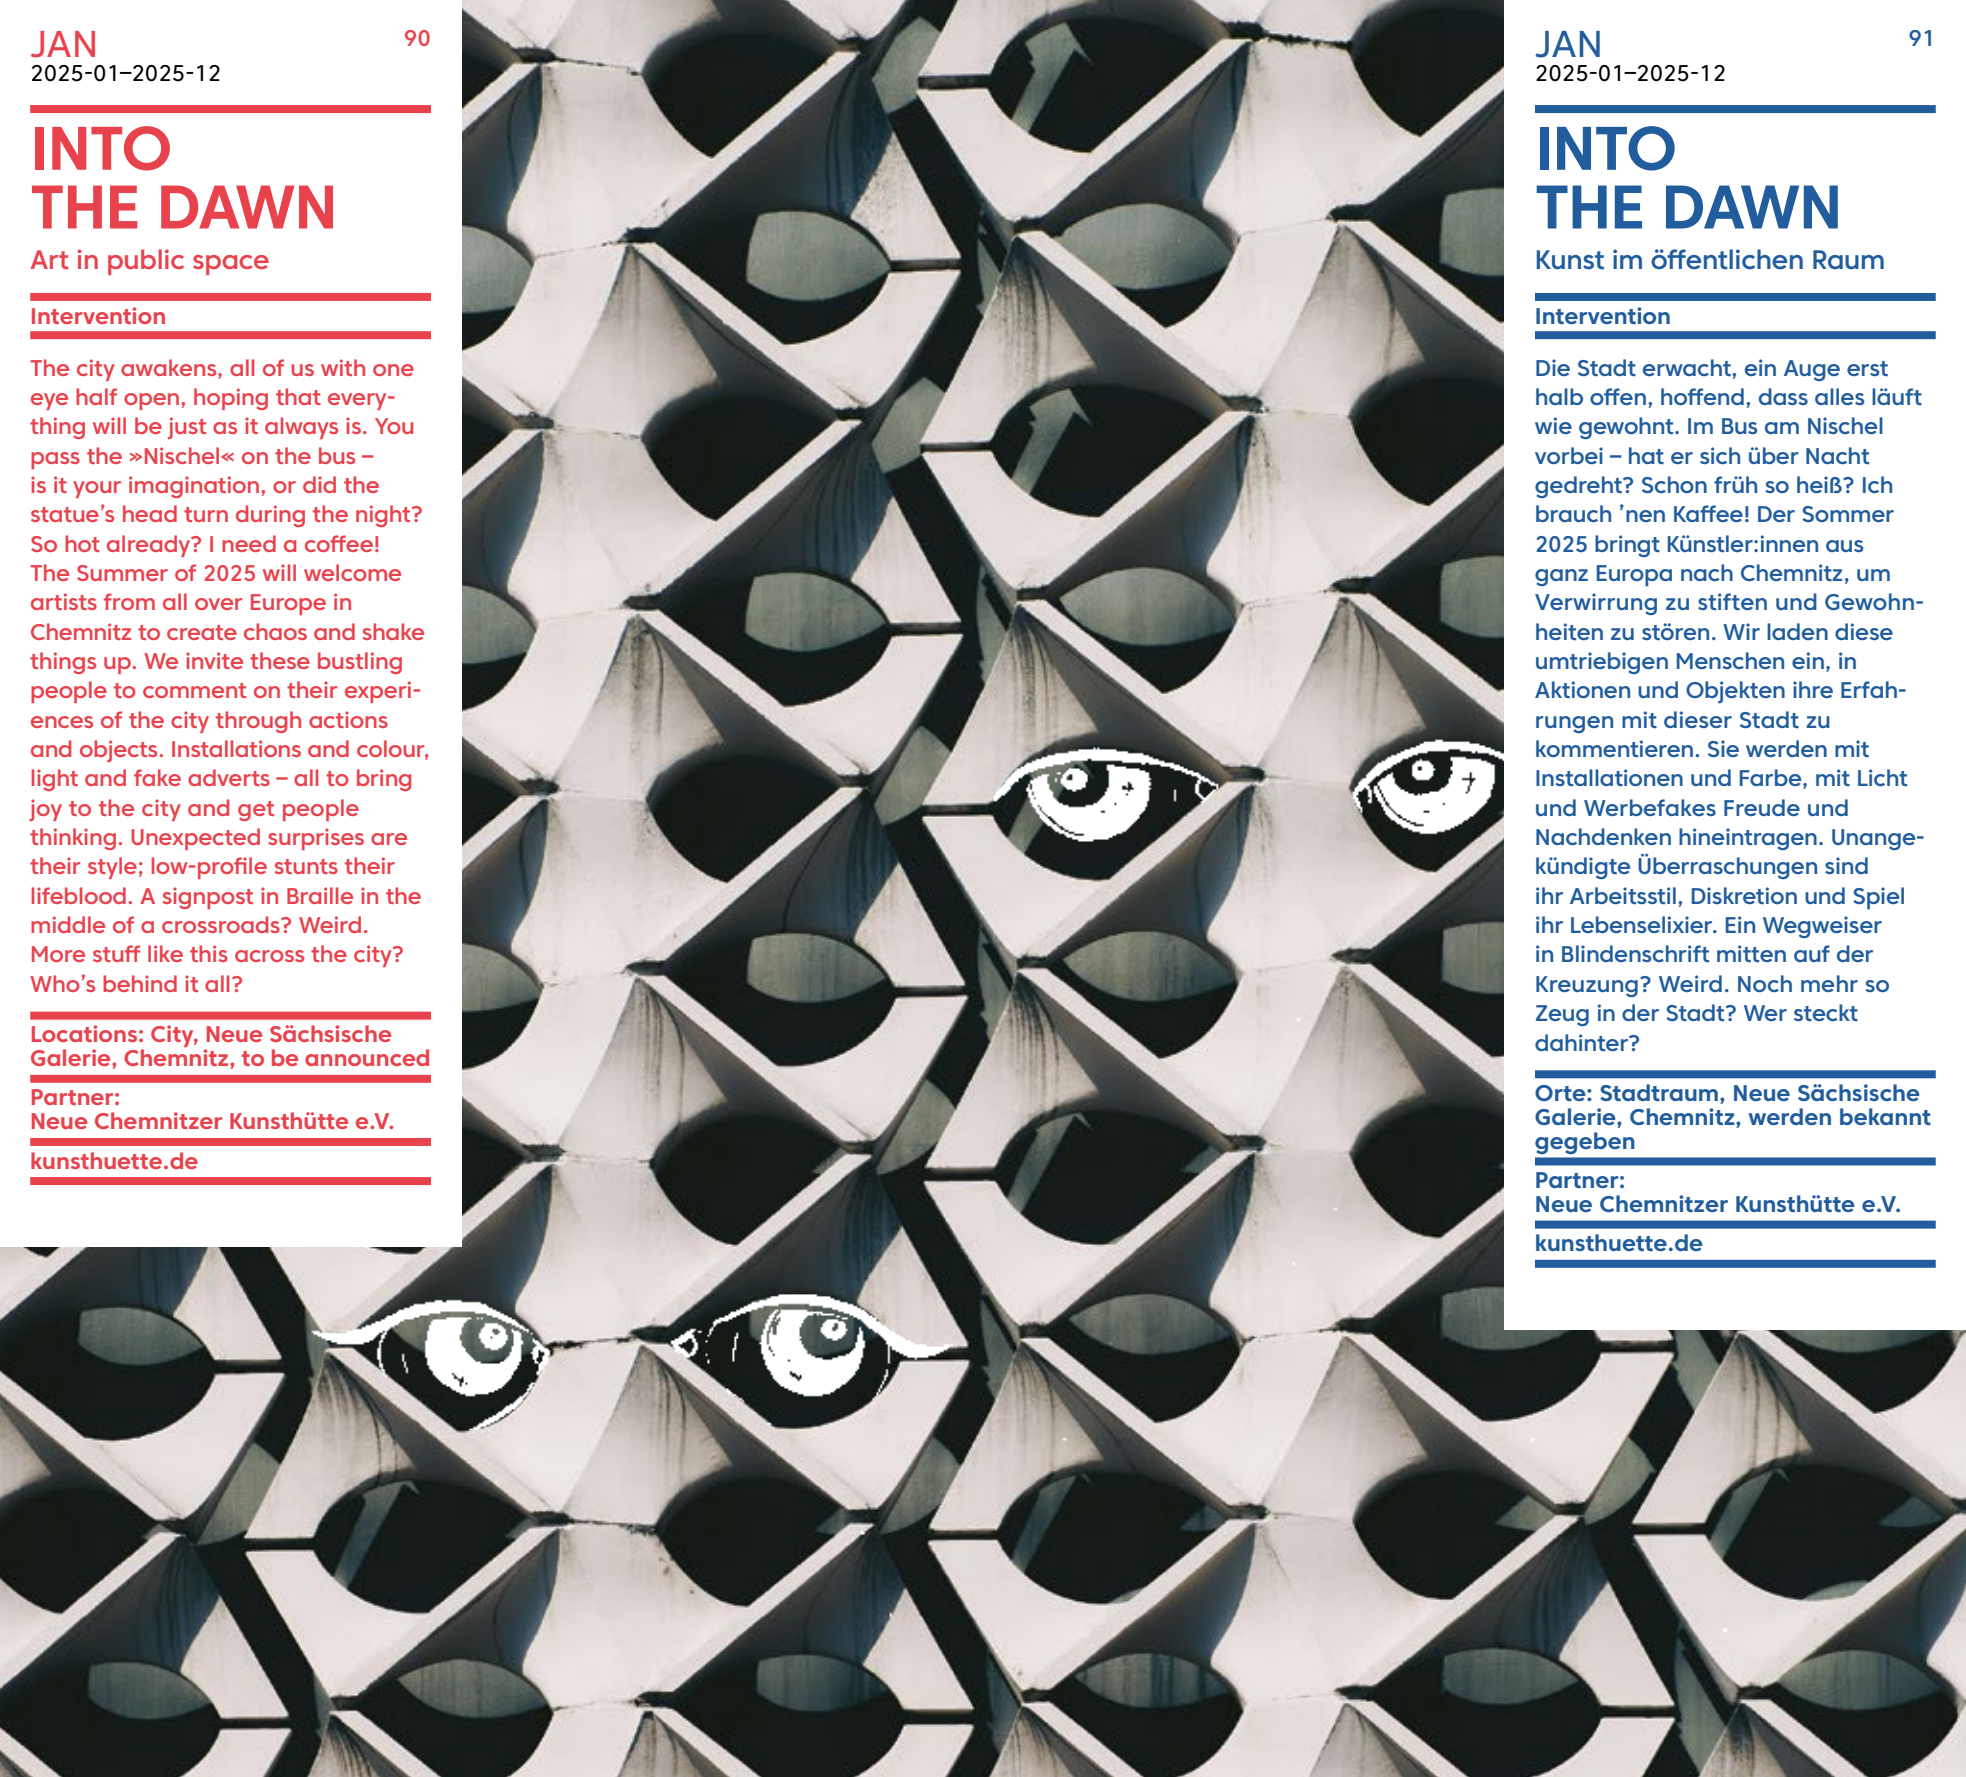 JAN
90
2025-01–2025-12
INTO
THE DAWN
Art in public space
Intervention
The city awakens, all of us with one
eye half open, hoping that every-
thing will be just as it always is. You
pass the »Nischel« on the bus –
is it your imagination, or did the
statue’s head turn during the night?
So hot already? I need a coffee!
The Summer of 2025 will welcome
artists from all over Europe in
Chemnitz to create chaos and shake
things up. We invite these bustling
people to comment on their experi-
ences of the city through actions
and objects. Installations and colour,
light and fake adverts – all to bring
joy to the city and get people
thinking. Unexpected surprises are
their style; low-profile stunts their
lifeblood. A signpost in Braille in the
middle of a crossroads? Weird.
More stuff like this across the city?
Who’s behind it all?
Locations: City, Neue Sächsische
Galerie, Chemnitz, to be announced
Partner:
Neue Chemnitzer Kunsthütte e.V.
kunsthuette.de
JAN
91
2025-01–2025-12
INTO
THE DAWN
Kunst im öffentlichen Raum
Intervention
Die Stadt erwacht, ein Auge erst
halb offen, hoffend, dass alles läuft
wie gewohnt. Im Bus am Nischel
vorbei – hat er sich über Nacht
gedreht? Schon früh so heiß? Ich
brauch ’nen Kaffee! Der Sommer
2025 bringt Künstler:innen aus
ganz Europa nach Chemnitz, um
Verwirrung zu stiften und Gewohn-
heiten zu stören. Wir laden diese
umtriebigen Menschen ein, in
Aktionen und Objekten ihre Erfah-
rungen mit dieser Stadt zu
kommentieren. Sie werden mit
Installationen und Farbe, mit Licht
und Werbefakes Freude und
Nachdenken hineintragen. Unange-
kündigte Überraschungen sind
ihr Arbeitsstil, Diskretion und Spiel
ihr Lebenselixier. Ein Wegweiser
in Blindenschrift mitten auf der
Kreuzung? Weird. Noch mehr so
Zeug in der Stadt? Wer steckt
dahinter?
Orte: Stadtraum, Neue Sächsische
Galerie, Chemnitz, werden bekannt
gegeben
Partner:
Neue Chemnitzer Kunsthütte e.V.
kunsthuette.de